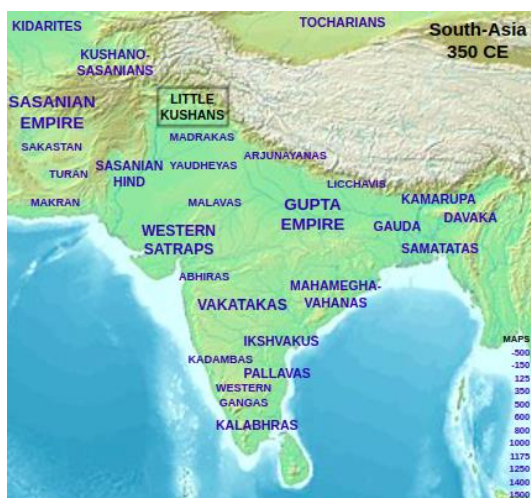 KIDARITES
TOCHARIANS
South-Asia
350 CE
KUSHANO-
SASANIANS
SASANIAN
EMPIRE
LITTLE
KUSHANS
MADRAKAS
SAKASTAN
ARJUNAYANAS
SASANIAN
HIND
YAUDHEYAS
TURAN
LICCHAVIS
MAKRAN
MALAVAS
GUPTA
EMPIRE
KAMARUPA
DAVAKA
GAUDA
WESTERN
SATRAPS
SAMATATAS
ABHIRAS
MAHAMEGHA-
VAHANAS
VAKATAKAS
IKSHVAKUS
KADAMBAS
PALLAVAS
WESTERN
GANGAS
KALABHRAS
MAPS
-500
-150
125
350
500
600
800
1000
1175
1250
1400
1500